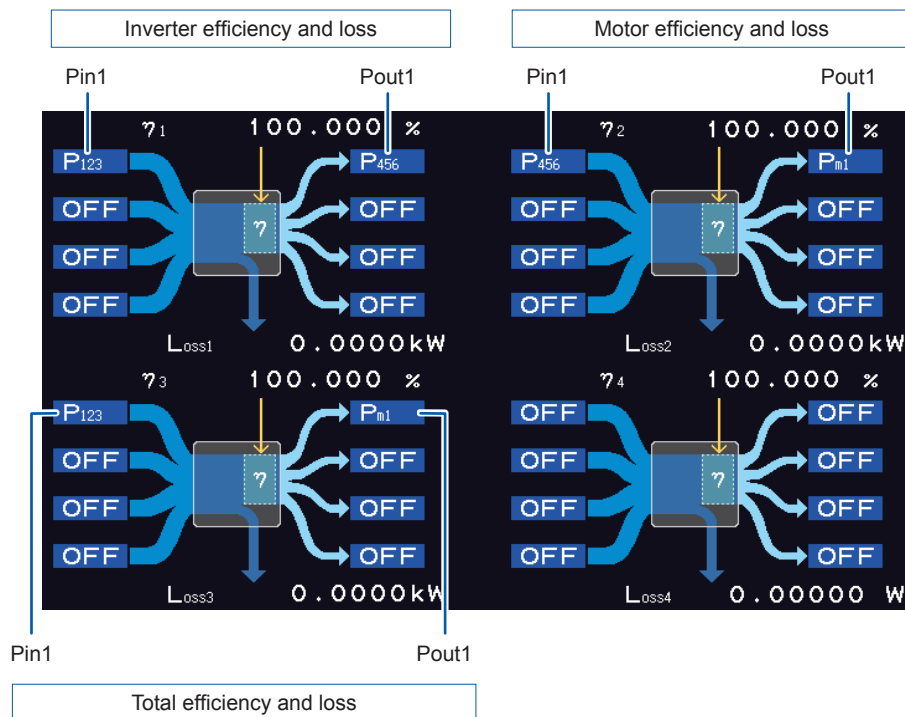 Inverter efficiency and loss
Motor efficiency and loss
Pin1 Pout1 Pin1 Pout1
η1 100.000 % η2 100.000 %
P123 P456 P456 Pm1
OFF OFF OFF OFF
η η
OFF OFF OFF OFF
OFF OFF OFF OFF
Loss1 0.0000kW Loss2 0.0000kW
η3 100.000 % η4 100.000 %
P123 Pm1 OFF OFF
OFF OFF OFF OFF
η η
OFF OFF OFF OFF
OFF OFF OFF OFF
Loss3 0.0000kW Loss4 0.00000 W
Pin1 Pout1
Total efficiency and loss